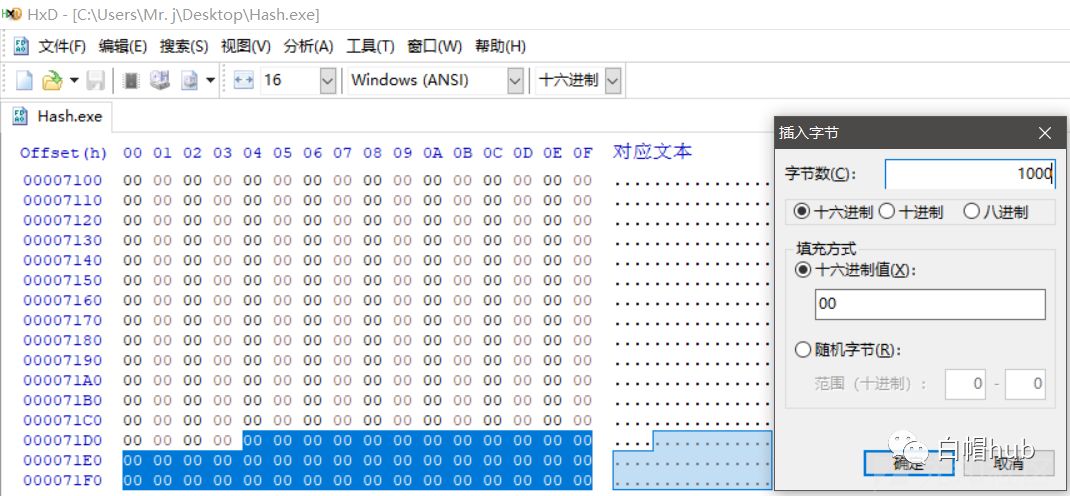 HxD - [C:\Users\Mr. j\Desktop\Hash.exe]
文件(F) 编辑(E) 搜索(S) 视图(V) 分析(A) 工具(T) 窗口(W) 帮助(H)
16 Windows (ANSI) 十六进制
Hash.exe
Offset(h) 00 01 02 03 04 05 06 07 08 09 0A 0B 0C 0D 0E 0F 对应文本
00007100 00 00 00 00 00 00 00 00 00 00 00 00 00 00 00 00 ................
00007110 00 00 00 00 00 00 00 00 00 00 00 00 00 00 00 00 ................
00007120 00 00 00 00 00 00 00 00 00 00 00 00 00 00 00 00 ................
00007130 00 00 00 00 00 00 00 00 00 00 00 00 00 00 00 00 ................
00007140 00 00 00 00 00 00 00 00 00 00 00 00 00 00 00 00 ................
00007150 00 00 00 00 00 00 00 00 00 00 00 00 00 00 00 00 ................
00007160 00 00 00 00 00 00 00 00 00 00 00 00 00 00 00 00 ................
00007170 00 00 00 00 00 00 00 00 00 00 00 00 00 00 00 00 ................
00007180 00 00 00 00 00 00 00 00 00 00 00 00 00 00 00 00 ................
00007190 00 00 00 00 00 00 00 00 00 00 00 00 00 00 00 00 ................
000071A0 00 00 00 00 00 00 00 00 00 00 00 00 00 00 00 00 ................
000071B0 00 00 00 00 00 00 00 00 00 00 00 00 00 00 00 00 ................
000071C0 00 00 00 00 00 00 00 00 00 00 00 00 00 00 00 00 ................
000071D0 00 00 00 00 00 00 00 00 00 00 00 00 00 00 00 00 ................
000071E0 00 00 00 00 00 00 00 00 00 00 00 00 00 00 00 00 ................
000071F0 00 00 00 00 00 00 00 00 00 00 00 00 00 00 00 00 ................
插入字节
字节数(C): 1000
十六进制 十进制 八进制
填充方式
十六进制值(X):
00
随机字节(R):
范围（十进制）: 0 - 0
确定 取消
白帽hub